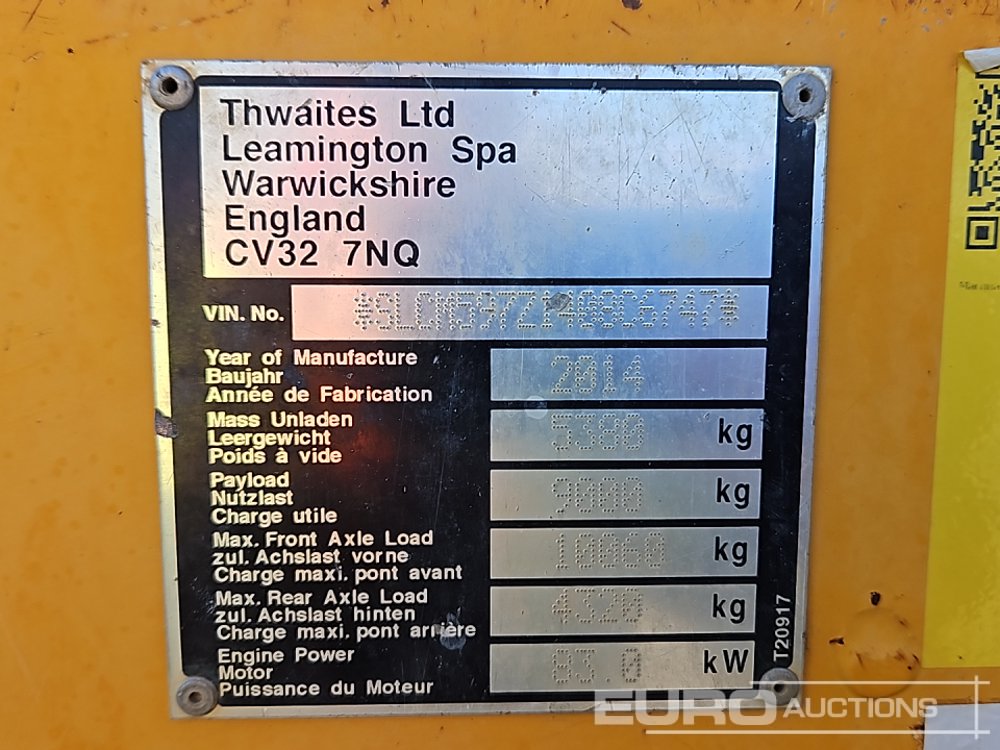 Thwaites Ltd
Leamington Spa
Warwickshire
England
CV32 7NQ
VIN. No.
Year of Manufacture
Baujahr
Année de Fabrication
2014
Mass Unladen
Leergewicht
Poids à vide
5380 kg
Payload
Nutzlast
Charge utile
9000 kg
Max. Front Axle Load
zul. Achslast vorne
Charge maxi. pont avant
10060 kg
Max. Rear Axle Load
zul. Achslast hinten
Charge maxi. pont arrière
4320 kg
Engine Power
Motor
Puissance du Moteur
83.0 kW
T20917
EURO AUCTIONS